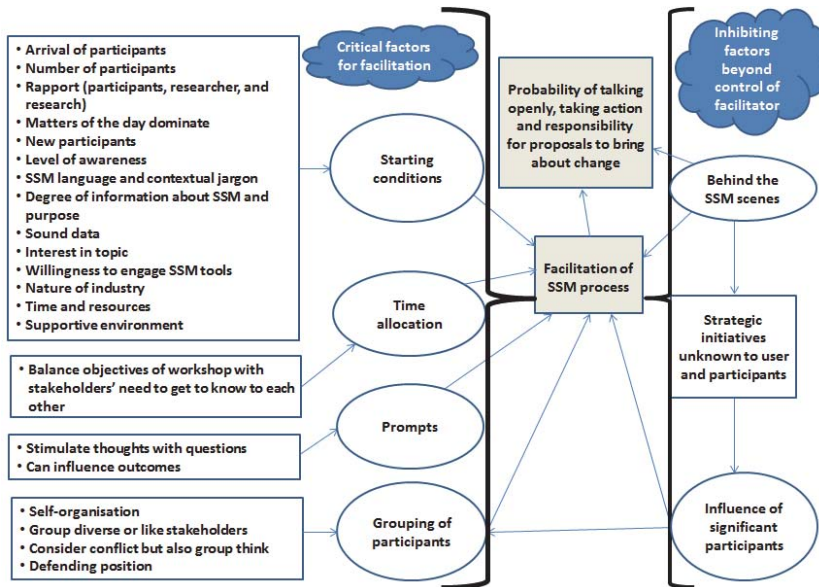 • Arrival of participants
• Number of participants
• Rapport (participants, researcher, and
research)
• Matters of the day dominate
• New participants
• Level of awareness
• SSM language and contextual jargon
• Degree of information about SSM and
purpose
• Sound data
• Interest in topic
• Willingness to engage SSM tools
• Nature of industry
• Time and resources
• Supportive environment
• Balance objectives of workshop with
stakeholders’ need to get to know to each
other
• Stimulate thoughts with questions
• Can influence outcomes
• Self-organisation
• Group diverse or like stakeholders
• Consider conflict but also group think
• Defending position
Critical factors
for facilitation
Starting
conditions
Time
allocation
Prompts
Grouping of
participants
Probability of talking
openly, taking action
and responsibility
for proposals to bring
about change
Facilitation of
SSM process
Inhibiting
factors
beyond
control of
facilitator
Behind the
SSM scenes
Strategic
initiatives
unknown to user
and participants
Influence of
significant
participants